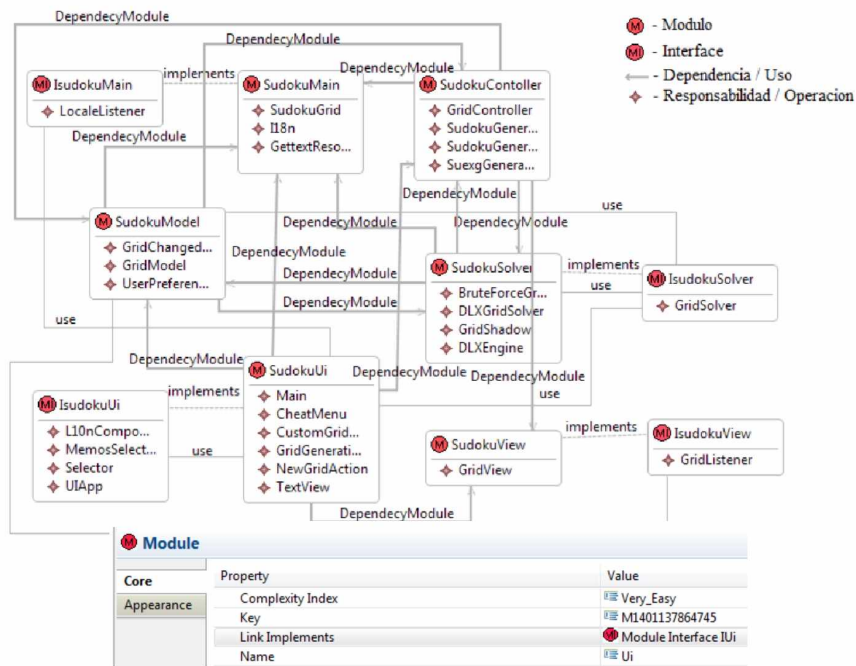 DependecyModule
DependecyModule
M - Modulo
MI - Interface
- Dependencia / Uso
- Responsabilidad / Operacion
MI IsudokuMain
LocaleListener
implements
M SudokuMain
SudokuGrid
I18n
GettextReso...
DependecyModule
M SudokuContoller
GridController
SudokuGener...
SudokuGener...
SuexgGenera...
DependecyModule
DependecyModule
use
M SudokuModel
GridChanged...
GridModel
UserPreferen...
DependecyModule
DependecyModule
DependecyModule
DependecyModule
DependecyModule
M SudokuSolver
BruteForceGr...
DLXGridSolver
GridShadow
DLXEngine
implements
use
MI IsudokuSolver
GridSolver
use
DependecyModule
M SudokuUi
Main
CheatMenu
CustomGrid...
GridGenerati...
NewGridAction
TextView
DependecyModule
DependecyModule
use
MI IsudokuUi
L10nCompo...
MemosSelect...
Selector
UIApp
implements
use
M SudokuView
GridView
implements
MI IsudokuView
GridListener
DependecyModule
M Module
Core
Appearance
Property Value
Complexity Index Very_Easy
Key M1401137864745
Link Implements Module Interface IUi
Name Ui